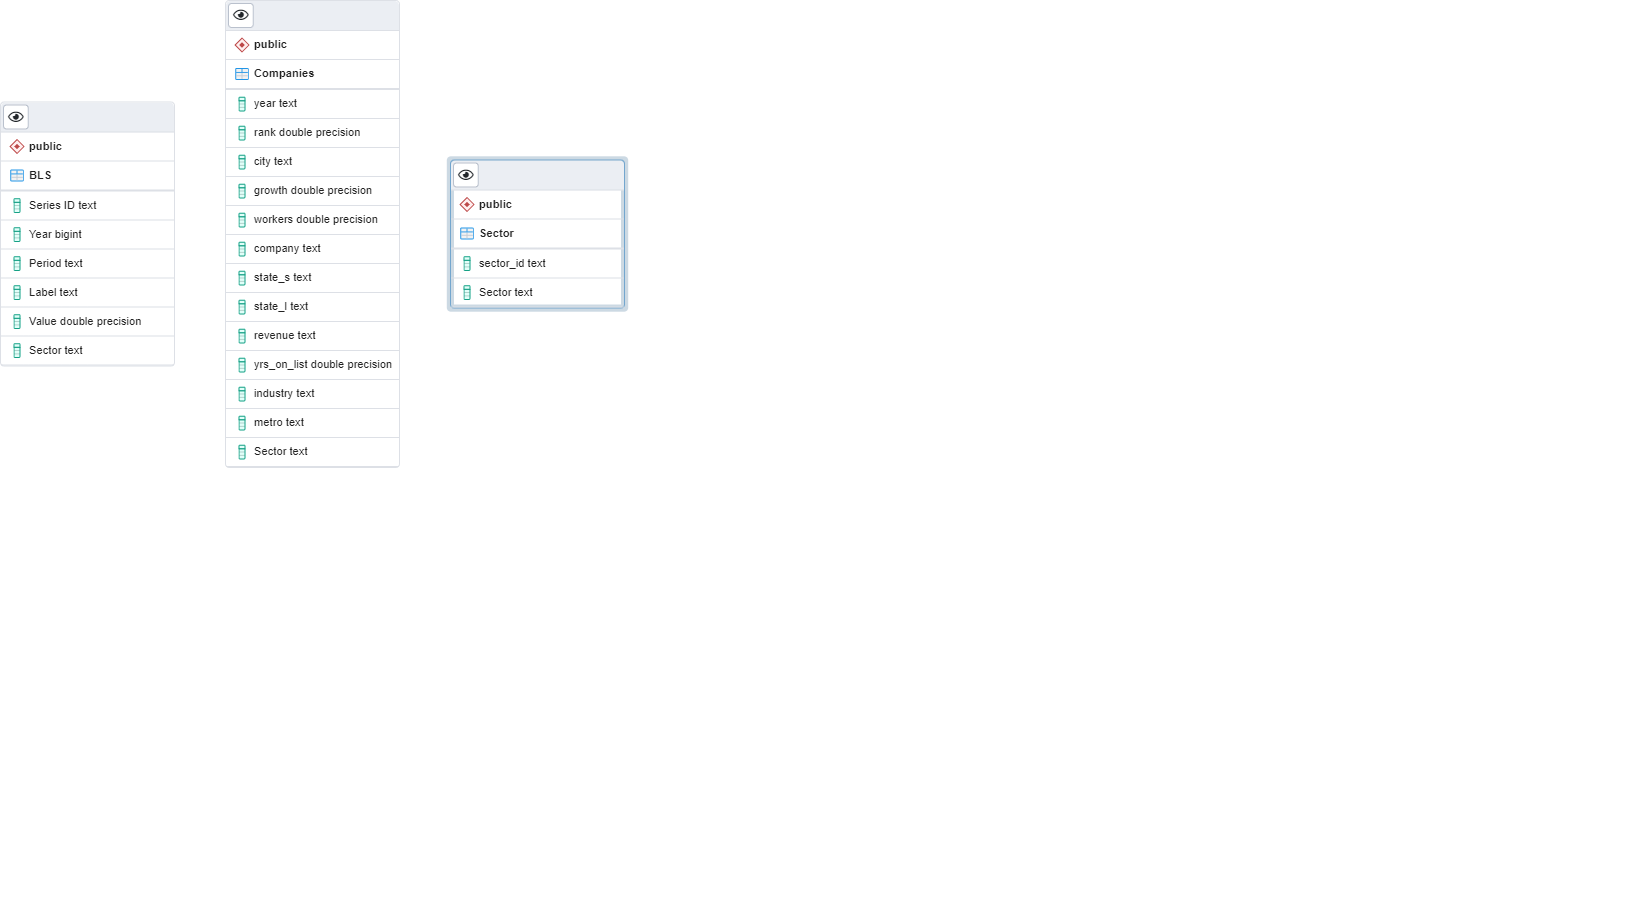 public
BLS
Series ID text
Year bigint
Period text
Label text
Value double precision
Sector text
public
Companies
year text
rank double precision
city text
growth double precision
workers double precision
company text
state_s text
state_l text
revenue text
yrs_on_list double precision
industry text
metro text
Sector text
public
Sector
sector_id text
Sector text